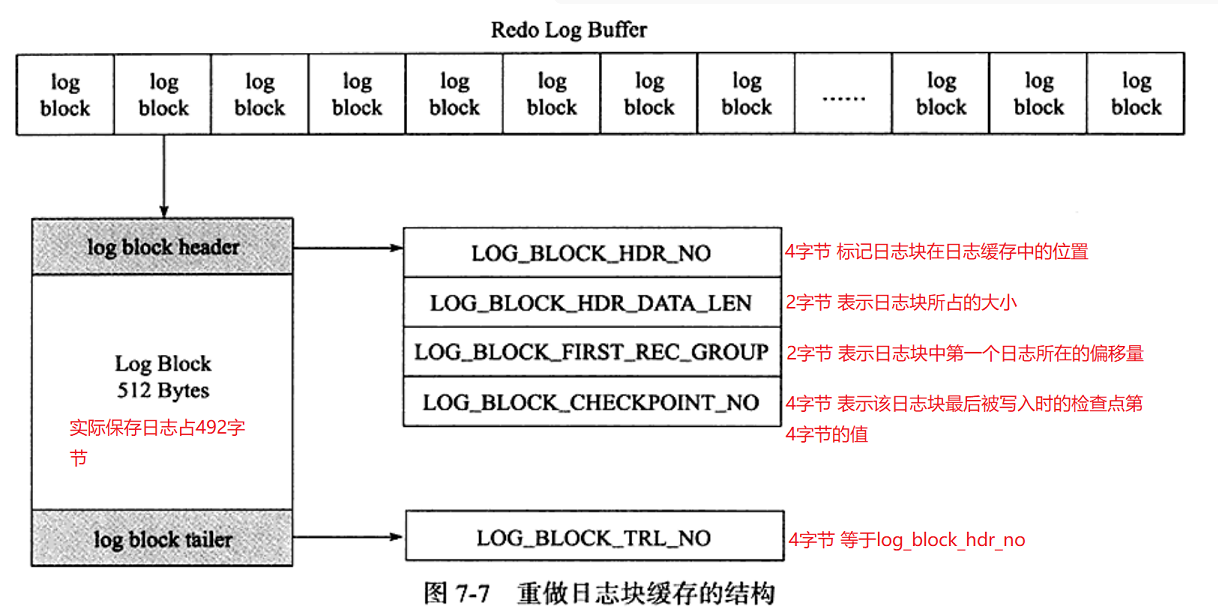 Redo Log Buffer
log block
log block
log block
log block
log block
log block
log block
log block
......
log block
log block
log block
log block header
LOG_BLOCK_HDR_NO
4字节 标记日志块在日志缓存中的位置
LOG_BLOCK_HDR_DATA_LEN
2字节 表示日志块所占的大小
LOG_BLOCK_FIRST_REC_GROUP
2字节 表示日志块中第一个日志所在的偏移量
LOG_BLOCK_CHECKPOINT_NO
4字节 表示该日志块最后被写入时的检查点第
4字节的值
Log Block
512 Bytes
实际保存日志占492字
节
log block tailer
LOG_BLOCK_TRL_NO
4字节 等于log_block_hdr_no
图 7-7 重做日志块缓存的结构